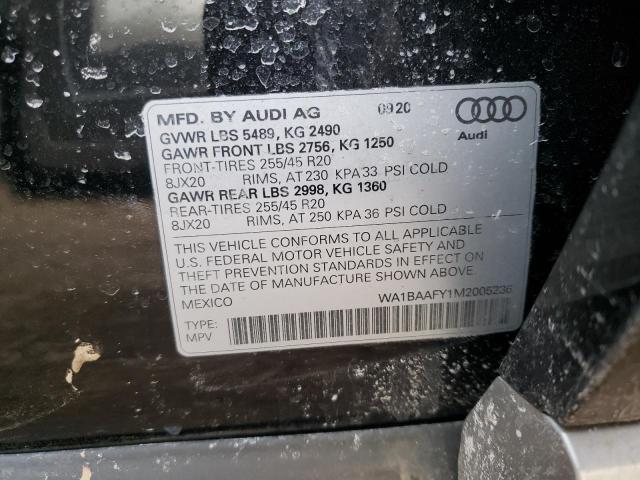 MFD. BY AUDI AG 0920
GVWR LBS 5489, KG 2490
GAWR FRONT LBS 2756, KG 1250
Audi
FRONT-TIRES 255/45 R20
8JX20 RIMS, AT 230 KPA 33 PSI COLD
GAWR REAR LBS 2998, KG 1360
REAR-TIRES 255/45 R20
8JX20 RIMS, AT 250 KPA 36 PSI COLD
THIS VEHICLE CONFORMS TO ALL APPLICABLE
U.S. FEDERAL MOTOR VEHICLE SAFETY AND
THEFT PREVENTION STANDARDS IN EFFECT ON
THE DATE OF MANUFACTURE SHOWN ABOVE.
MEXICO WA1BAAFY1M2005236
TYPE:
MPV